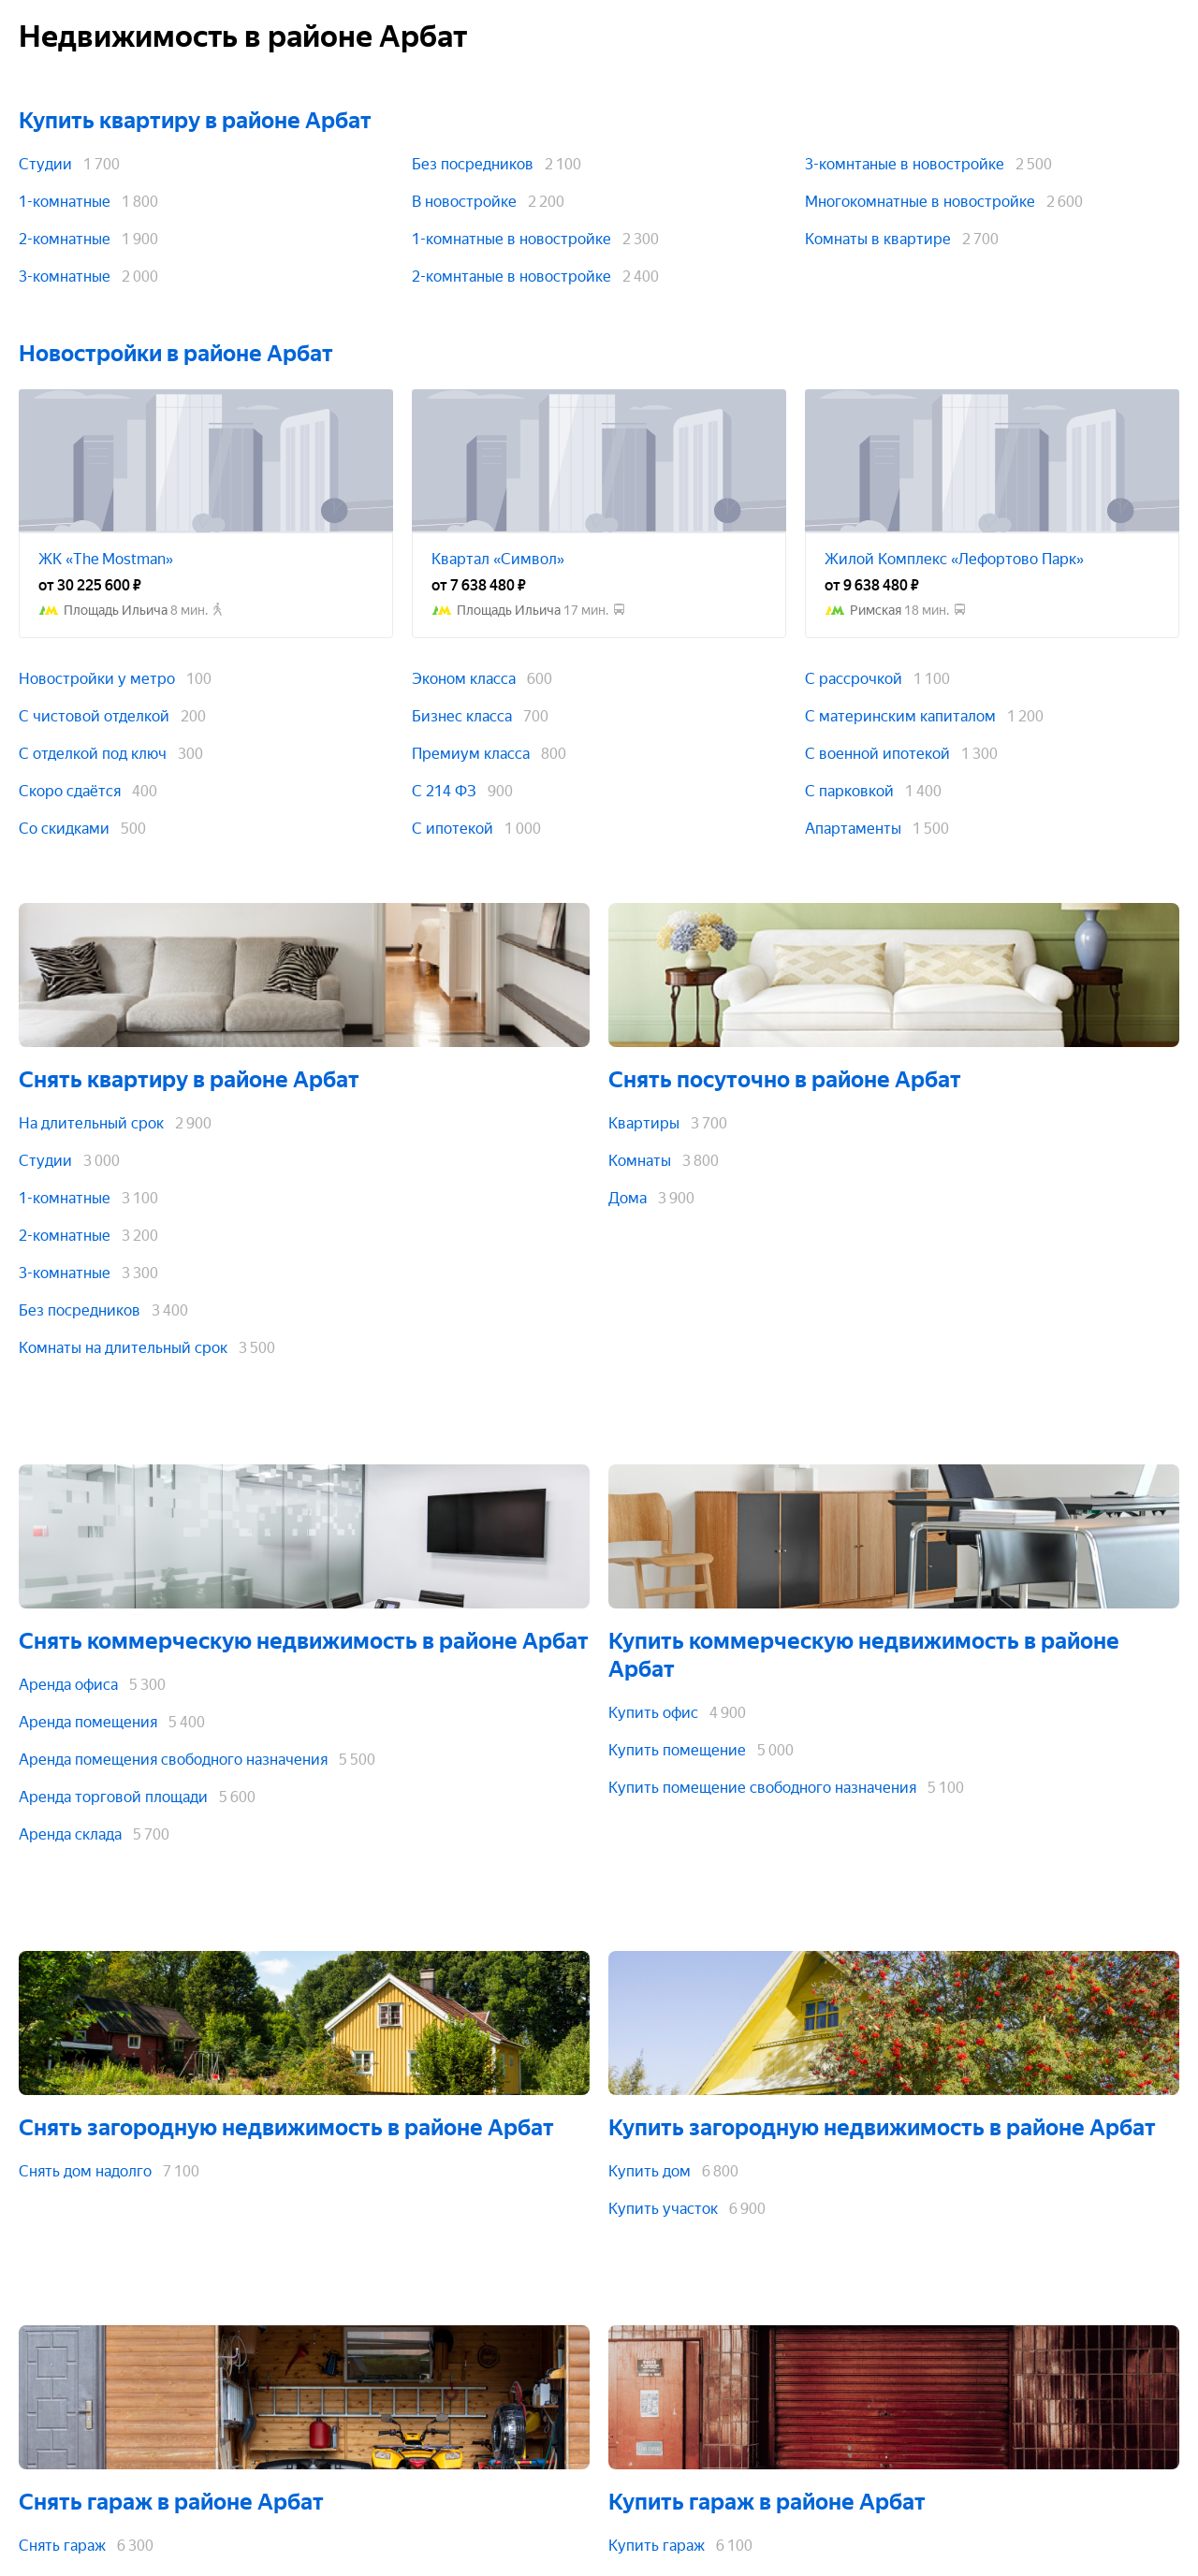 Недвижимость в районе Арбат
Купить квартиру в районе Арбат
Студии 1 700
1-комнатные 1 800
2-комнатные 1 900
3-комнатные 2 000
Без посредников 2 100
В новостройке 2 200
1-комнатные в новостройке 2 300
2-комнтаные в новостройке 2 400
3-комнтаные в новостройке 2 500
Многокомнатные в новостройке 2 600
Комнаты в квартире 2 700
Новостройки в районе Арбат
ЖК «The Mostman»
от 30 225 600 ₽
Площадь Ильича 8 мин.
Квартал «Символ»
от 7 638 480 ₽
Площадь Ильича 17 мин.
Жилой Комплекс «Лефортово Парк»
от 9 638 480 ₽
Римская 18 мин.
Новостройки у метро 100
С чистовой отделкой 200
С отделкой под ключ 300
Скоро сдаётся 400
Со скидками 500
Эконом класса 600
Бизнес класса 700
Премиум класса 800
С 214 ФЗ 900
С ипотекой 1 000
С рассрочкой 1 100
С материнским капиталом 1 200
С военной ипотекой 1 300
С парковкой 1 400
Апартаменты 1 500
Снять квартиру в районе Арбат
На длительный срок 2 900
Студии 3 000
1-комнатные 3 100
2-комнатные 3 200
3-комнатные 3 300
Без посредников 3 400
Комнаты на длительный срок 3 500
Снять посуточно в районе Арбат
Квартиры 3 700
Комнаты 3 800
Дома 3 900
Снять коммерческую недвижимость в районе Арбат
Аренда офиса 5 300
Аренда помещения 5 400
Аренда помещения свободного назначения 5 500
Аренда торговой площади 5 600
Аренда склада 5 700
Купить коммерческую недвижимость в районе
Арбат
Купить офис 4 900
Купить помещение 5 000
Купить помещение свободного назначения 5 100
Снять загородную недвижимость в районе Арбат
Снять дом надолго 7 100
Купить загородную недвижимость в районе Арбат
Купить дом 6 800
Купить участок 6 900
Снять гараж в районе Арбат
Снять гараж 6 300
Купить гараж в районе Арбат
Купить гараж 6 100